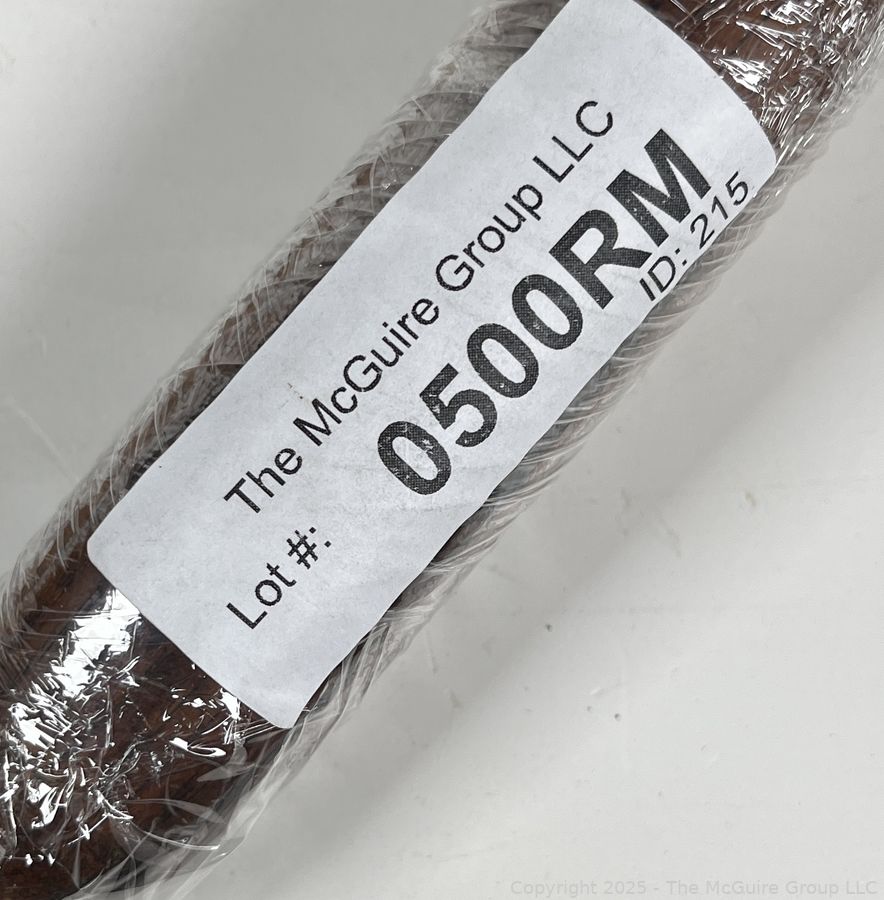 The McGuire Group LLC
Lot #: 0500RM
ID: 215
Copyright 2025 - The McGuire Group LLC